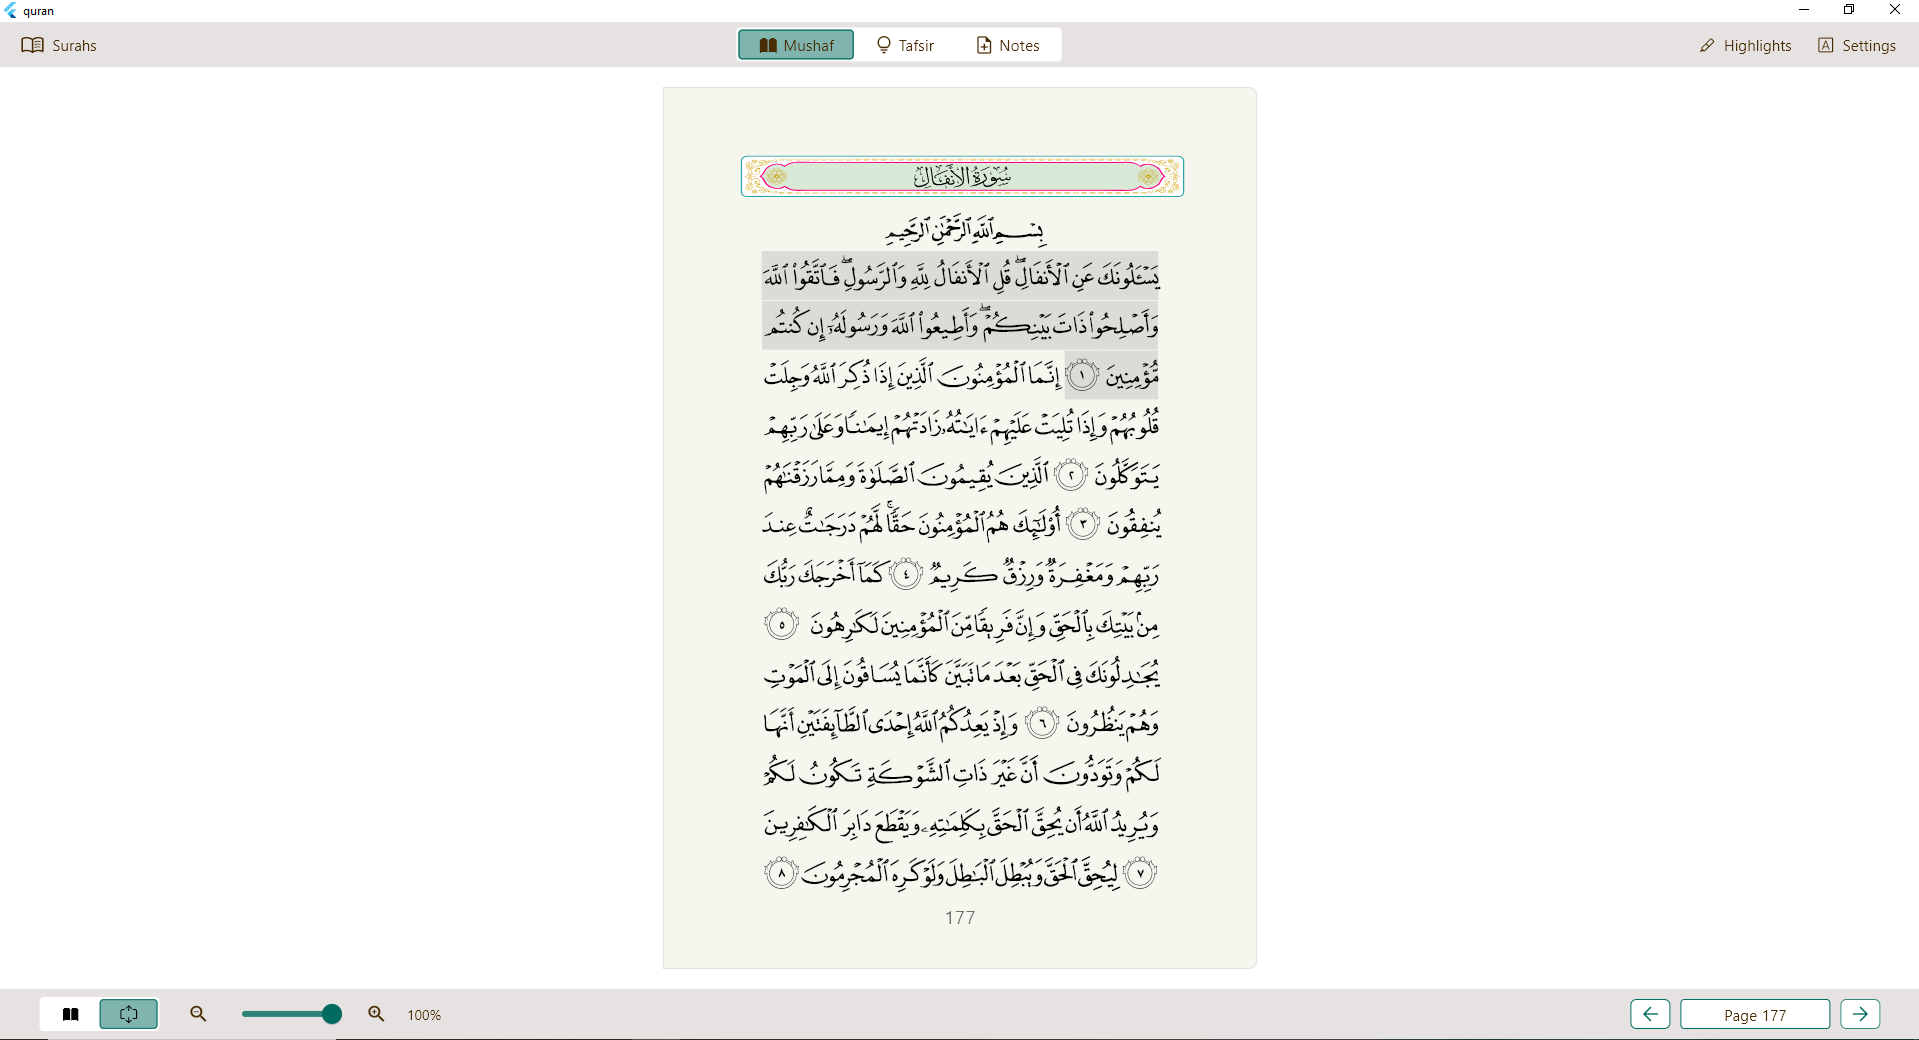 quran
Surahs
Mushaf
Tafsir
Notes
Highlights
Settings
سُورَةُ الأَنفَالِ
بِسۡمِ ٱللَّهِ ٱلرَّحۡمَٰنِ ٱلرَّحِيمِ
يَسۡـَٔلُونَكَ عَنِ ٱلۡأَنفَالِۖ قُلِ ٱلۡأَنفَالُ لِلَّهِ وَٱلرَّسُولِۖ فَٱتَّقُواْ ٱللَّهَ
وَأَصۡلِحُواْ ذَاتَ بَيۡنِكُمۡۖ وَأَطِيعُواْ ٱللَّهَ وَرَسُولَهُۥٓ إِن كُنتُم
مُّؤۡمِنِينَ ١ إِنَّمَا ٱلۡمُؤۡمِنُونَ ٱلَّذِينَ إِذَا ذُكِرَ ٱللَّهُ وَجِلَتۡ
قُلُوبُهُمۡ وَإِذَا تُلِيَتۡ عَلَيۡهِمۡ ءَايَٰتُهُۥ زَادَتۡهُمۡ إِيمَٰنٗا وَعَلَىٰ رَبِّهِمۡ
يَتَوَكَّلُونَ ٢ ٱلَّذِينَ يُقِيمُونَ ٱلصَّلَوٰةَ وَمِمَّا رَزَقۡنَٰهُمۡ
يُنفِقُونَ ٣ أُوْلَٰٓئِكَ هُمُ ٱلۡمُؤۡمِنُونَ حَقّٗاۚ لَّهُمۡ دَرَجَٰتٌ عِندَ
رَبِّهِمۡ وَمَغۡفِرَةٞ وَرِزۡقٞ كَرِيمٞ ٤ كَمَآ أَخۡرَجَكَ رَبُّكَ
مِنۢ بَيۡتِكَ بِٱلۡحَقِّ وَإِنَّ فَرِيقٗا مِّنَ ٱلۡمُؤۡمِنِينَ لَكَٰرِهُونَ ٥
يُجَٰدِلُونَكَ فِي ٱلۡحَقِّ بَعۡدَ مَا تَبَيَّنَ كَأَنَّمَا يُسَاقُونَ إِلَى ٱلۡمَوۡتِ
وَهُمۡ يَنظُرُونَ ٦ وَإِذۡ يَعِدُكُمُ ٱللَّهُ إِحۡدَى ٱلطَّآئِفَتَيۡنِ أَنَّهَا
لَكُمۡ وَتَوَدُّونَ أَنَّ غَيۡرَ ذَاتِ ٱلشَّوۡكَةِ تَكُونُ لَكُمۡ
وَيُرِيدُ ٱللَّهُ أَن يُحِقَّ ٱلۡحَقَّ بِكَلِمَٰتِهِۦ وَيَقۡطَعَ دَابِرَ ٱلۡكَٰفِرِينَ
٧ لِيُحِقَّ ٱلۡحَقَّ وَيُبۡطِلَ ٱلۡبَٰطِلَ وَلَوۡ كَرِهَ ٱلۡمُجۡرِمُونَ ٨
177
100%
Page 177